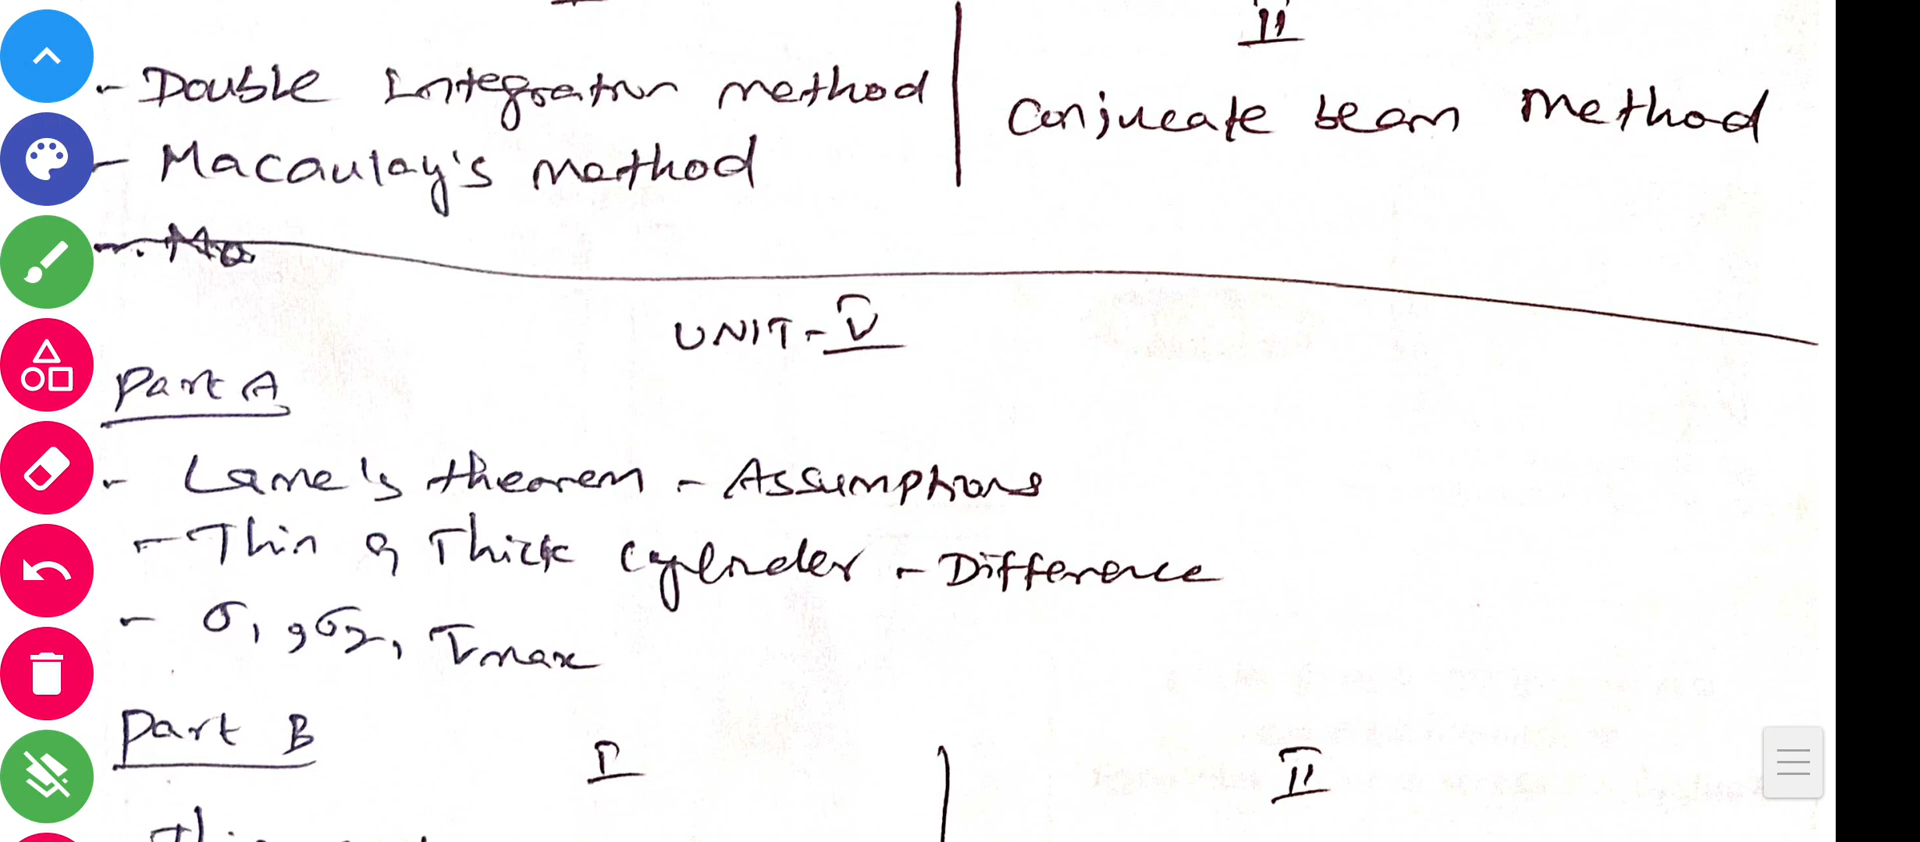 II
- Double Integration method
- Macaulay's method
Conjucate beam method
UNIT - V
Part A
- Lame's theorem - Assumptions
- Thin & Thick Cylinder - Difference
- σ1, σ2, τmax
Part B
I
II